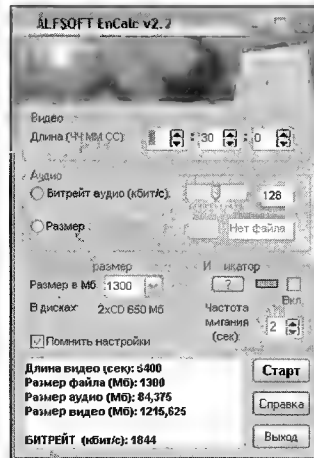 ALFSOFT EnCalc v2.2
Видео
Длина (ЧЧ ММ СС): : 30 : 0
Аудио
Битрейт аудио (кбит/с): 128
Размер Нет файла
размер
Размер в Мб 1300 ?
В дисках: 2xCD 650 Мб Частота мигания (сек): 2
Вкл.
Помнить настройки
Длина видео (сек): 5400
Размер файла (Мб): 1300
Размер аудио (Мб): 84,375
Размер видео (Мб): 1215,625
БИТРЕЙТ (кбит/с): 1844
Старт
Справка
Выход